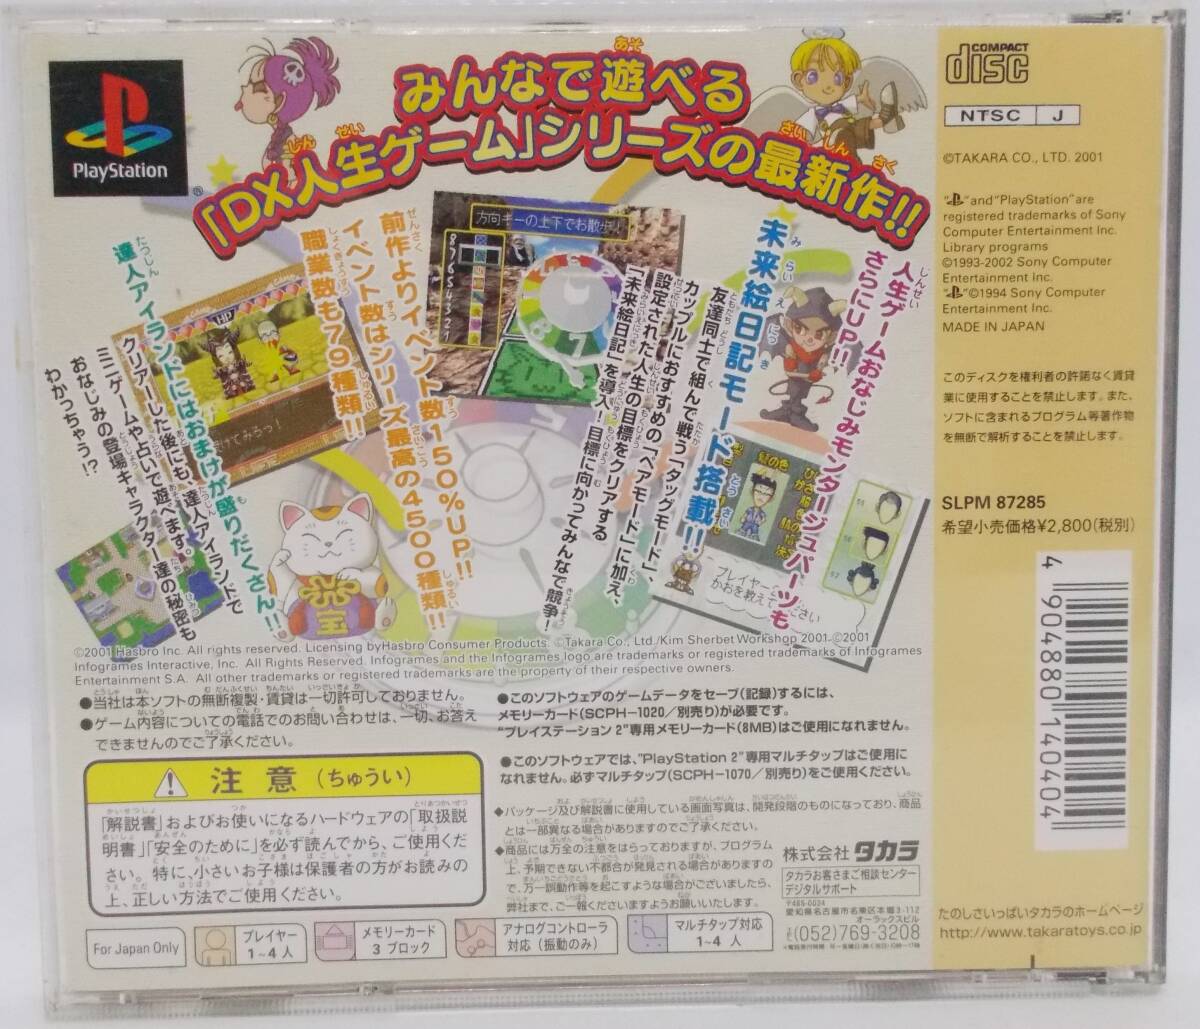 PlayStation
®
みんなで遊べる
「DX人生ゲーム」シリーズの最新作!!
人生ゲームおなじみモンタージュパーツも
さらにUP!!
未来絵日記モード搭載!!
友達同士で組んで戦う「タッグモード」、
カップルにおすすめの「ペアモード」に加え、
設定された人生の目標をクリアする
「未来絵日記」を導入!目標に向かってみんなで競争!
方向キーの上下でお散歩!
前作よりイベント数150%UP!!
イベント数はシリーズ最高の4500種類!!
職業数も79種類!!
達人アイランドにはおまけが盛りだくさん!!
クリアーした後にも、達人アイランドで
ミニゲームや占いで遊べます。
おなじみの登場キャラクター達の秘密も
わかっちゃう!?
髪の色
宝
©2001 Hasbro Inc. All rights reserved. Licensing byHasbro Consumer Products. ©Takara Co., Ltd./Kim Sherbet Workshop 2001 ©2001
Infogrames Interactive, Inc. All Rights Reserved. Infogrames and the Infogrames logo are registered trademarks or trademarks of Infogrames
Entertainment S.A. All other trademarks or registered trademarks are the property of their respective owners.
●当社は本ソフトの無断複製・賃貸は一切許可しておりません。
●ゲーム内容についての電話でのお問い合わせは、一切、お答え
できませんのでご了承ください。
注意(ちゅうい)
「解説書」およびお使いになるハードウェアの「取扱説
明書」「安全のために」を必ず読んでから、ご使用くだ
さい。特に、小さいお子様は保護者の方がお読みの
上、正しい方法でご使用ください。
●このソフトウェアのゲームデータをセーブ(記録)するには、
メモリーカード(SCPH-1020/別売り)が必要です。
"プレイステーション 2"専用メモリーカード(8MB)はご使用になれません。
●このソフトウェアでは、"PlayStation 2"専用マルチタップはご使用に
なれません。必ずマルチタップ(SCPH-1070/別売り)をご使用ください。
◆パッケージ及び解説書に使用している画面写真は、開発段階のものになっており、商品
とは一部異なる場合がありますのでご了承ください。
◆商品には万全の注意をはらっておりますが、プログラム
上、予期できない不都合が発見される場合がありますの
で、万一誤動作等を起こすような場合がございましたら、
弊社まで、ご一報くださいますようお願いいたします。
株式会社 タカラ
タカラお客さまご相談センター
デジタルサポート
〒485-0034
愛知県名古屋市名東区本郷3-112
オーラックスビル
(052)769-3208
For Japan Only
プレイヤー
1~4 人
メモリーカード
3 ブロック
アナログコントローラ
対応(振動のみ)
マルチタップ対応
1~4 人
COMPACT
disc
NTSC J
©TAKARA CO., LTD. 2001
" "and "PlayStation"are
registered trademarks of Sony
Computer Entertainment Inc.
Library programs
©1993-2002 Sony Computer
Entertainment Inc.
" "©1994 Sony Computer
Entertainment Inc.
MADE IN JAPAN
このディスクを権利者の許諾なく賃貸
業に使用することを禁止します。また、
ソフトに含まれるプログラム等著作物
を無断で解析することを禁止します。
SLPM 87285
希望小売価格¥2,800(税別)
4 904880 140404
たのしさいっぱいタカラのホームページ
http://www.takaratoys.co.jp